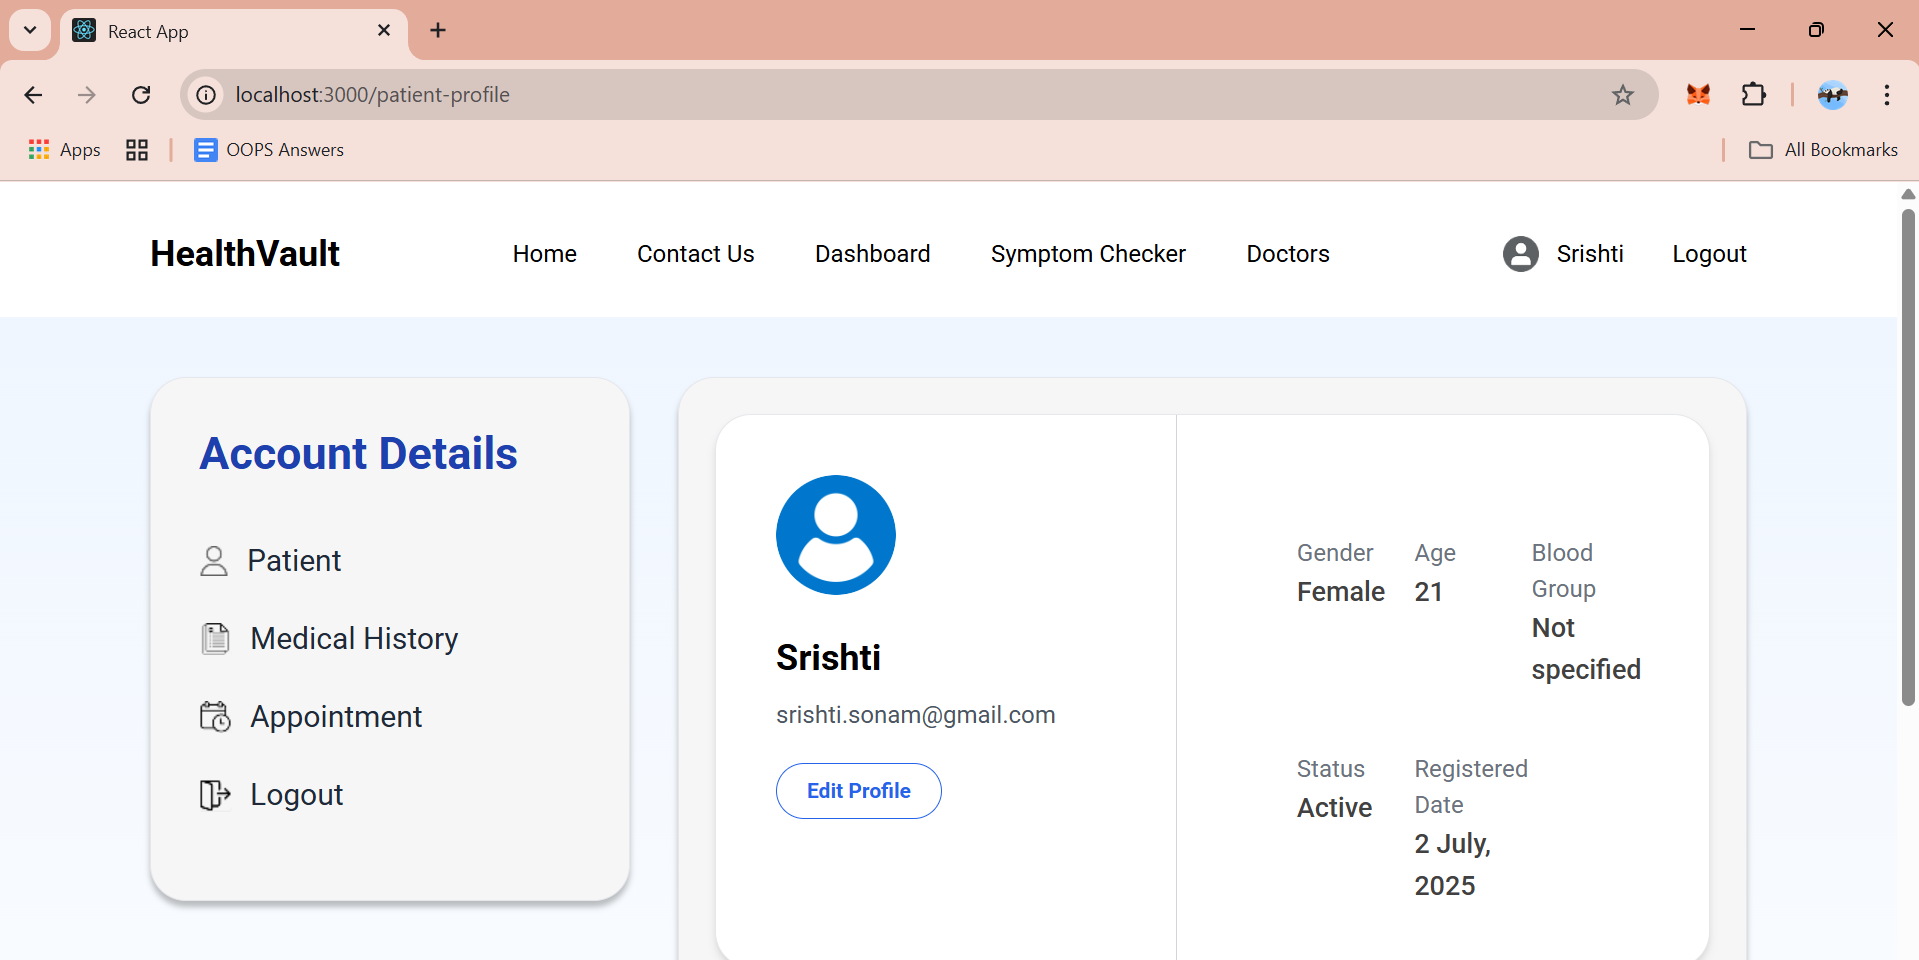 React App
localhost:3000/patient-profile
Apps
OOPS Answers
All Bookmarks
HealthVault
Home
Contact Us
Dashboard
Symptom Checker
Doctors
Srishti
Logout
Account Details
Patient
Medical History
Appointment
Logout
Srishti
srishti.sonam@gmail.com
Edit Profile
Gender
Female
Age
21
Blood
Group
Not
specified
Status
Active
Registered
Date
2 July,
2025